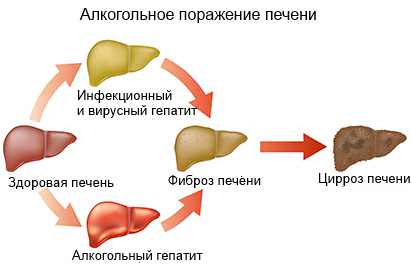 Алкогольное поражение печени
Инфекционный
и вирусный гепатит
Здоровая печень
Фиброз печени
Цирроз печени
Алкогольный гепатит